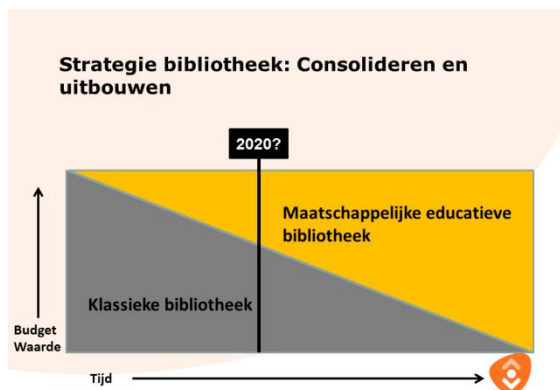 Strategie bibliotheek: Consolideren en
uitbouwen
2020?
Maatschappelijke educatieve
bibliotheek
Klassieke bibliotheek
Budget
Waarde
Tijd